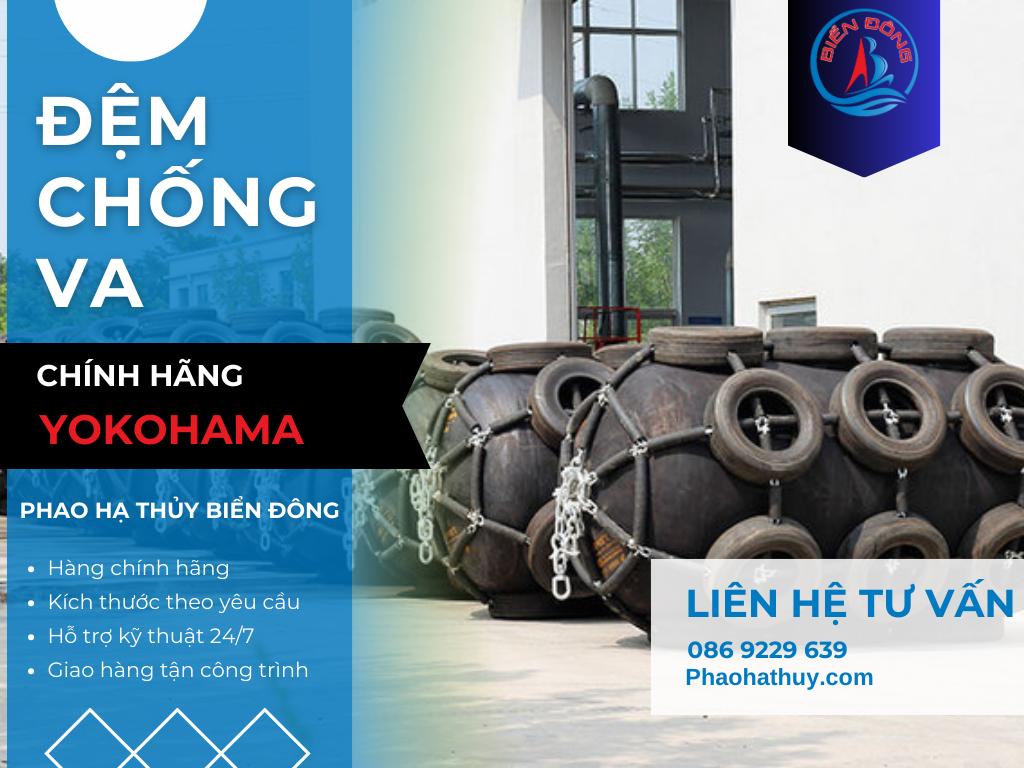 BIỂN ĐÔNG
ĐỆM
CHỐNG
VA
CHÍNH HÃNG
YOKOHAMA
PHAO HẠ THỦY BIỂN ĐÔNG
Hàng chính hãng
Kích thước theo yêu cầu
Hỗ trợ kỹ thuật 24/7
Giao hàng tận công trình
LIÊN HỆ TƯ VẤN
086 9229 639
Phaohathuy.com